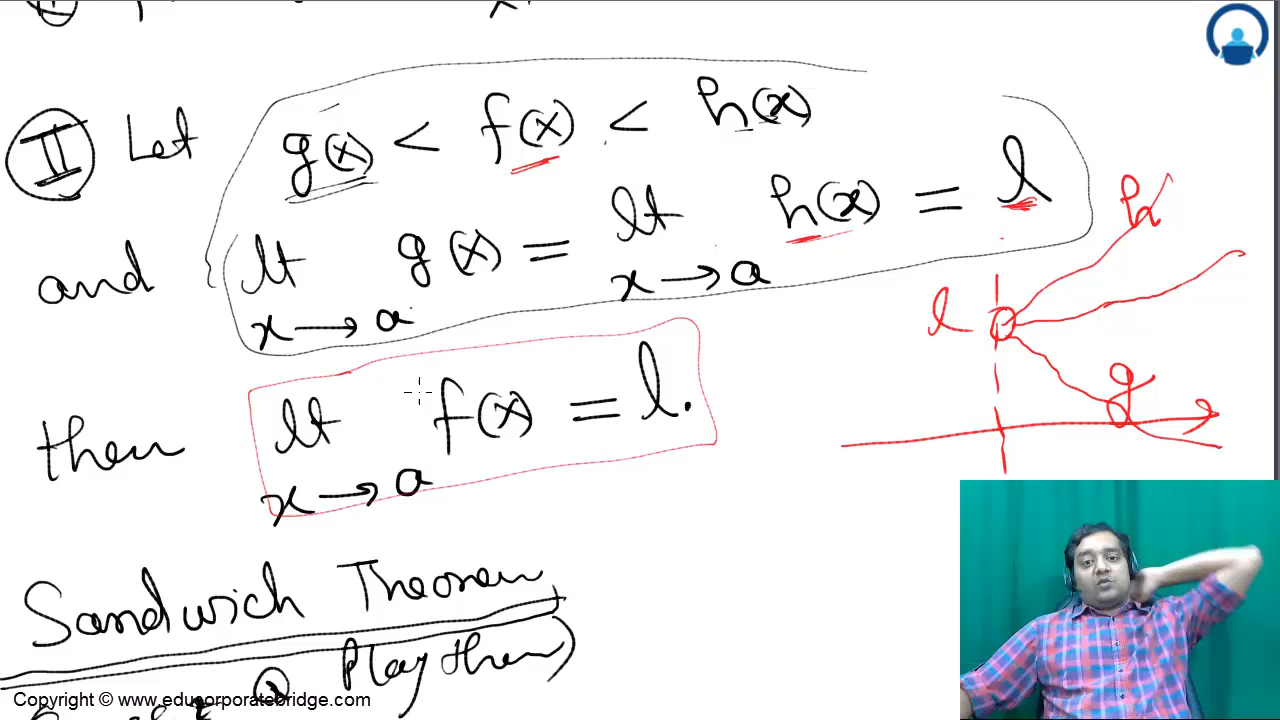 II Let g(x) < f(x) < h(x)
and lt x→a g(x) = lt x→a h(x) = l
then lt x→a f(x) = l.
h
l
g
Sandwich Theorem
Copyright © www.educorporatebridge.com